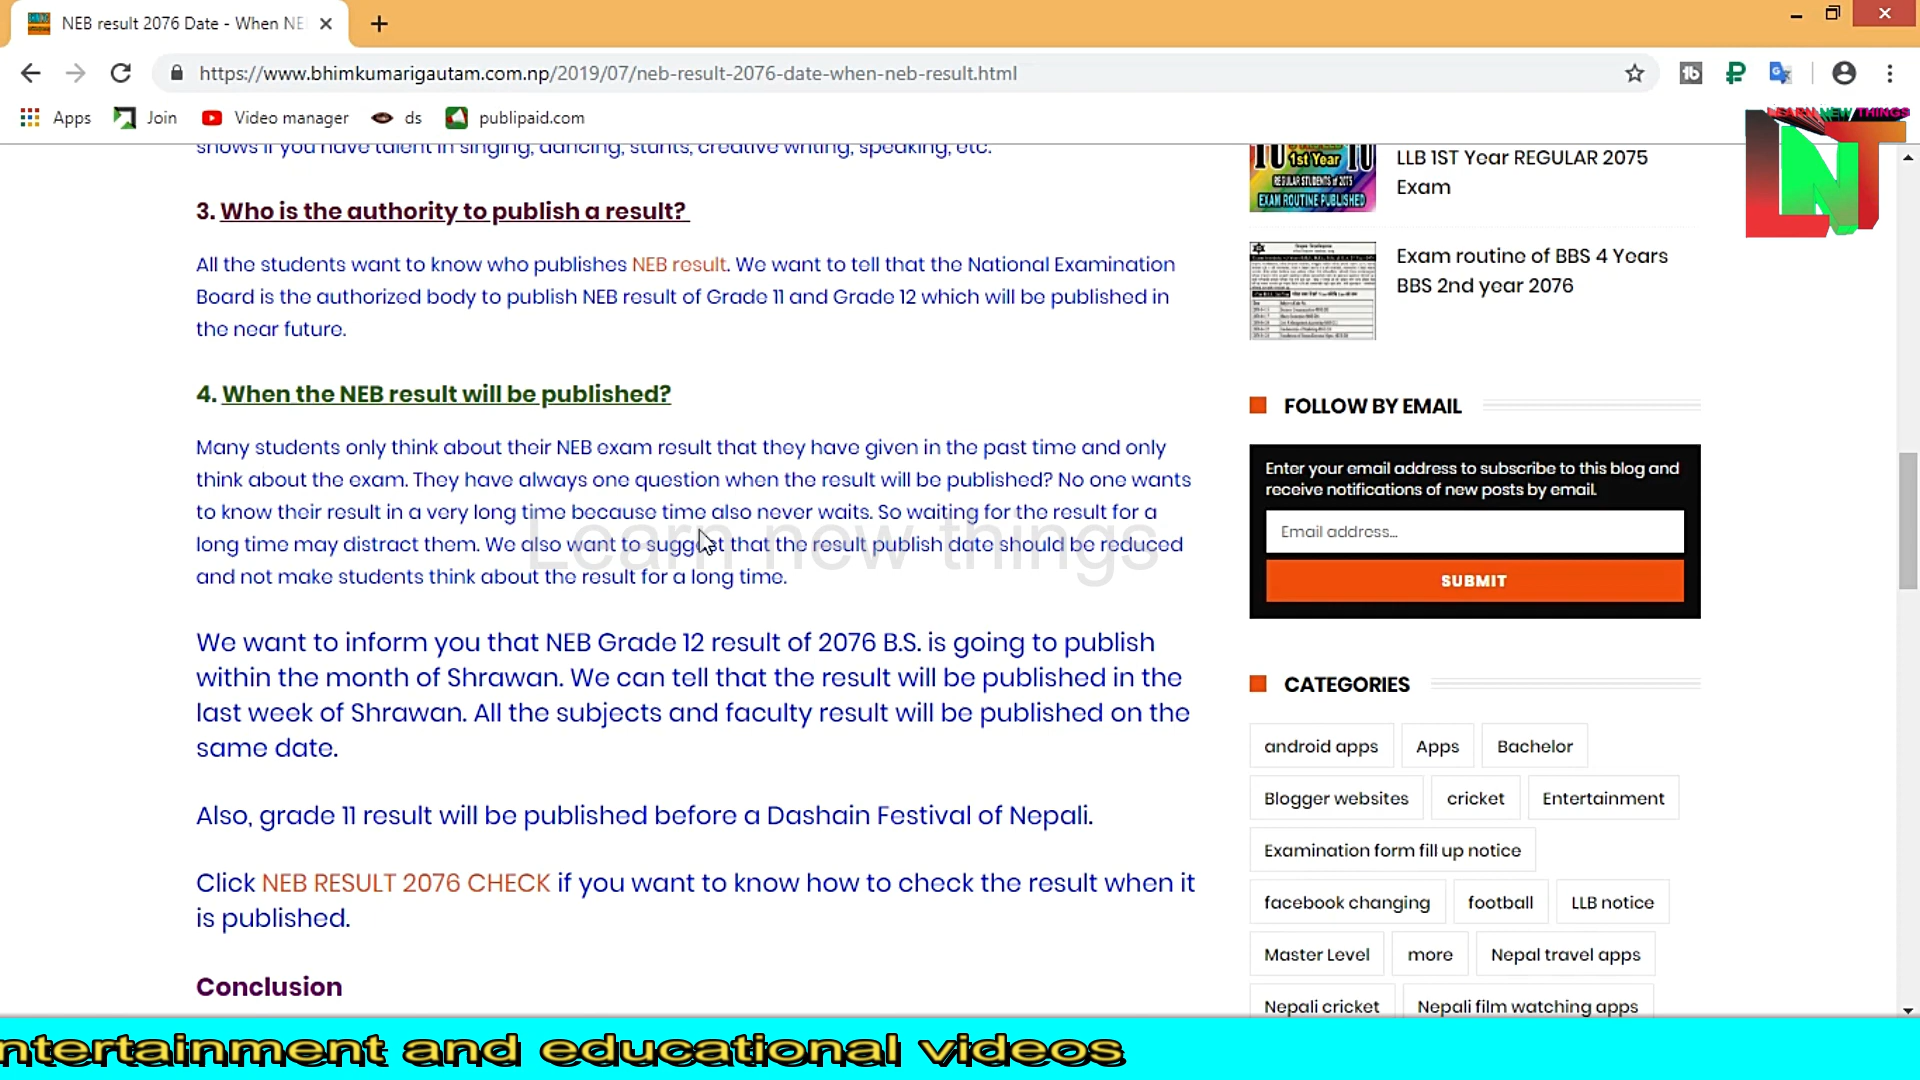 NEB result 2076 Date - When NE
https://www.bhimkumarigautam.com.np/2019/07/neb-result-2076-date-when-neb-result.html
Apps
Join
Video manager
ds
publipaid.com
LEARN NEW THINGS
LNT
shows if you have talent in singing, dancing, stunts, creative writing, speaking, etc.
3. Who is the authority to publish a result?
All the students want to know who publishes NEB result. We want to tell that the National Examination
Board is the authorized body to publish NEB result of Grade 11 and Grade 12 which will be published in
the near future.
4. When the NEB result will be published?
Many students only think about their NEB exam result that they have given in the past time and only
think about the exam. They have always one question when the result will be published? No one wants
to know their result in a very long time because time also never waits. So waiting for the result for a
long time may distract them. We also want to suggest that the result publish date should be reduced
and not make students think about the result for a long time.
Learn new things
We want to inform you that NEB Grade 12 result of 2076 B.S. is going to publish
within the month of Shrawan. We can tell that the result will be published in the
last week of Shrawan. All the subjects and faculty result will be published on the
same date.
Also, grade 11 result will be published before a Dashain Festival of Nepali.
Click NEB RESULT 2076 CHECK if you want to know how to check the result when it
is published.
Conclusion
1st Year
REGULAR STUDENTS of 2075
EXAM ROUTINE PUBLISHED
LLB 1ST Year REGULAR 2075
Exam
Exam routine of BBS 4 Years
BBS 2nd year 2076
FOLLOW BY EMAIL
Enter your email address to subscribe to this blog and
receive notifications of new posts by email.
Email address...
SUBMIT
CATEGORIES
android apps
Apps
Bachelor
Blogger websites
cricket
Entertainment
Examination form fill up notice
facebook changing
football
LLB notice
Master Level
more
Nepal travel apps
Nepali cricket
Nepali film watching apps
ntertainment and educational videos